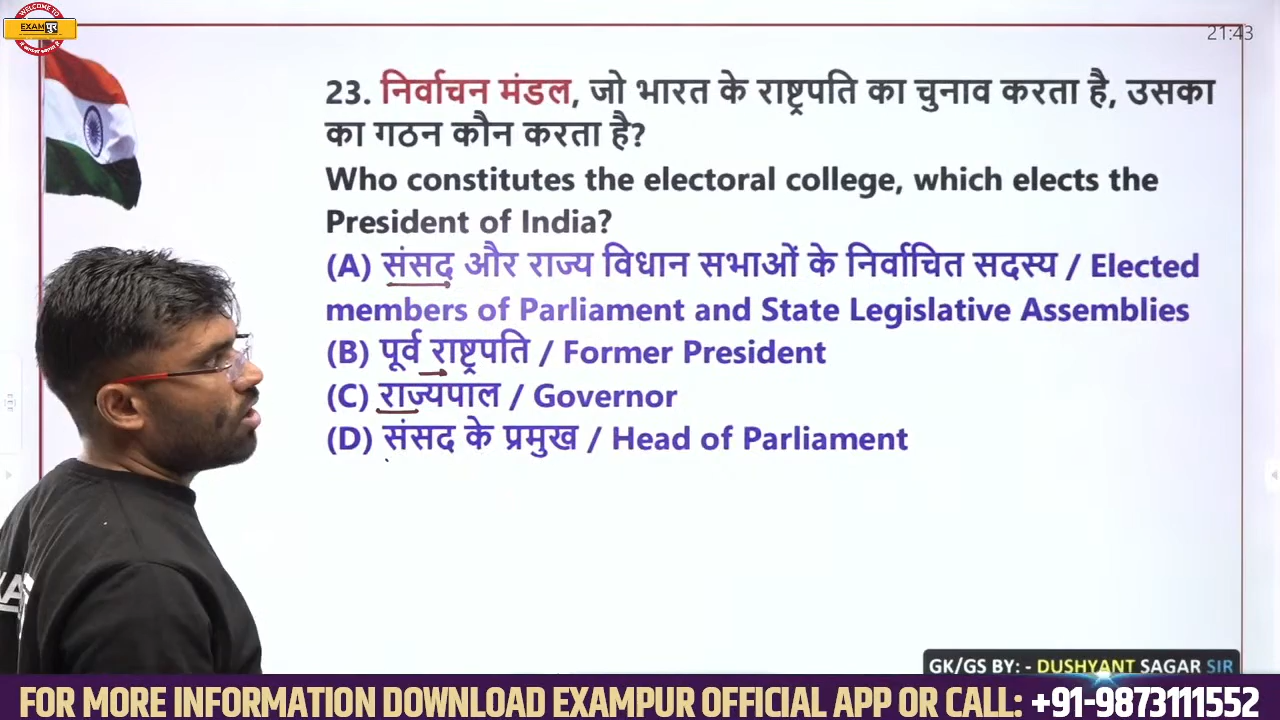 WELCOME TO
EXAMपुर
21:43
23. निर्वाचन मंडल, जो भारत के राष्ट्रपति का चुनाव करता है, उसका
का गठन कौन करता है?
Who constitutes the electoral college, which elects the
President of India?
(A) संसद और राज्य विधान सभाओं के निर्वाचित सदस्य / Elected
members of Parliament and State Legislative Assemblies
(B) पूर्व राष्ट्रपति / Former President
(C) राज्यपाल / Governor
(D) संसद के प्रमुख / Head of Parliament
GK/GS BY: - DUSHYANT SAGAR SIR
FOR MORE INFORMATION DOWNLOAD EXAMPUR OFFICIAL APP OR CALL: +91-9873111552